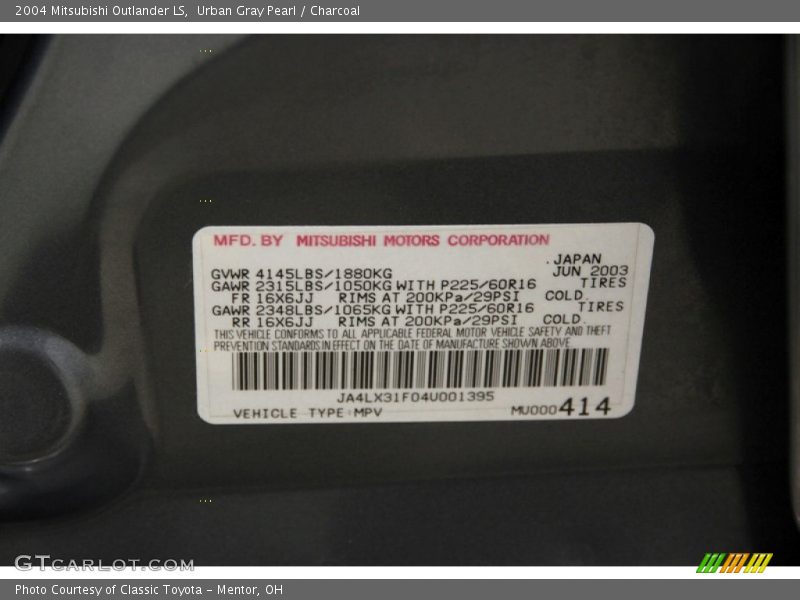 2004 Mitsubishi Outlander LS, Urban Gray Pearl / Charcoal
MFD. BY MITSUBISHI MOTORS CORPORATION
JAPAN
GVWR 4145LBS/1880KG JUN 2003
GAWR 2315LBS/1050KG WITH P225/60R16 TIRES
FR 16X6JJ RIMS AT 200KPa/29PSI COLD
GAWR 2348LBS/1065KG WITH P225/60R16 TIRES
RR 16X6JJ RIMS AT 200KPa/29PSI COLD
THIS VEHICLE CONFORMS TO ALL APPLICABLE FEDERAL MOTOR VEHICLE SAFETY AND THEFT
PREVENTION STANDARDS IN EFFECT ON THE DATE OF MANUFACTURE SHOWN ABOVE
JA4LX31F04U001395
VEHICLE TYPE:MPV MU000414
GTCARLOT.COM
Photo Courtesy of Classic Toyota - Mentor, OH